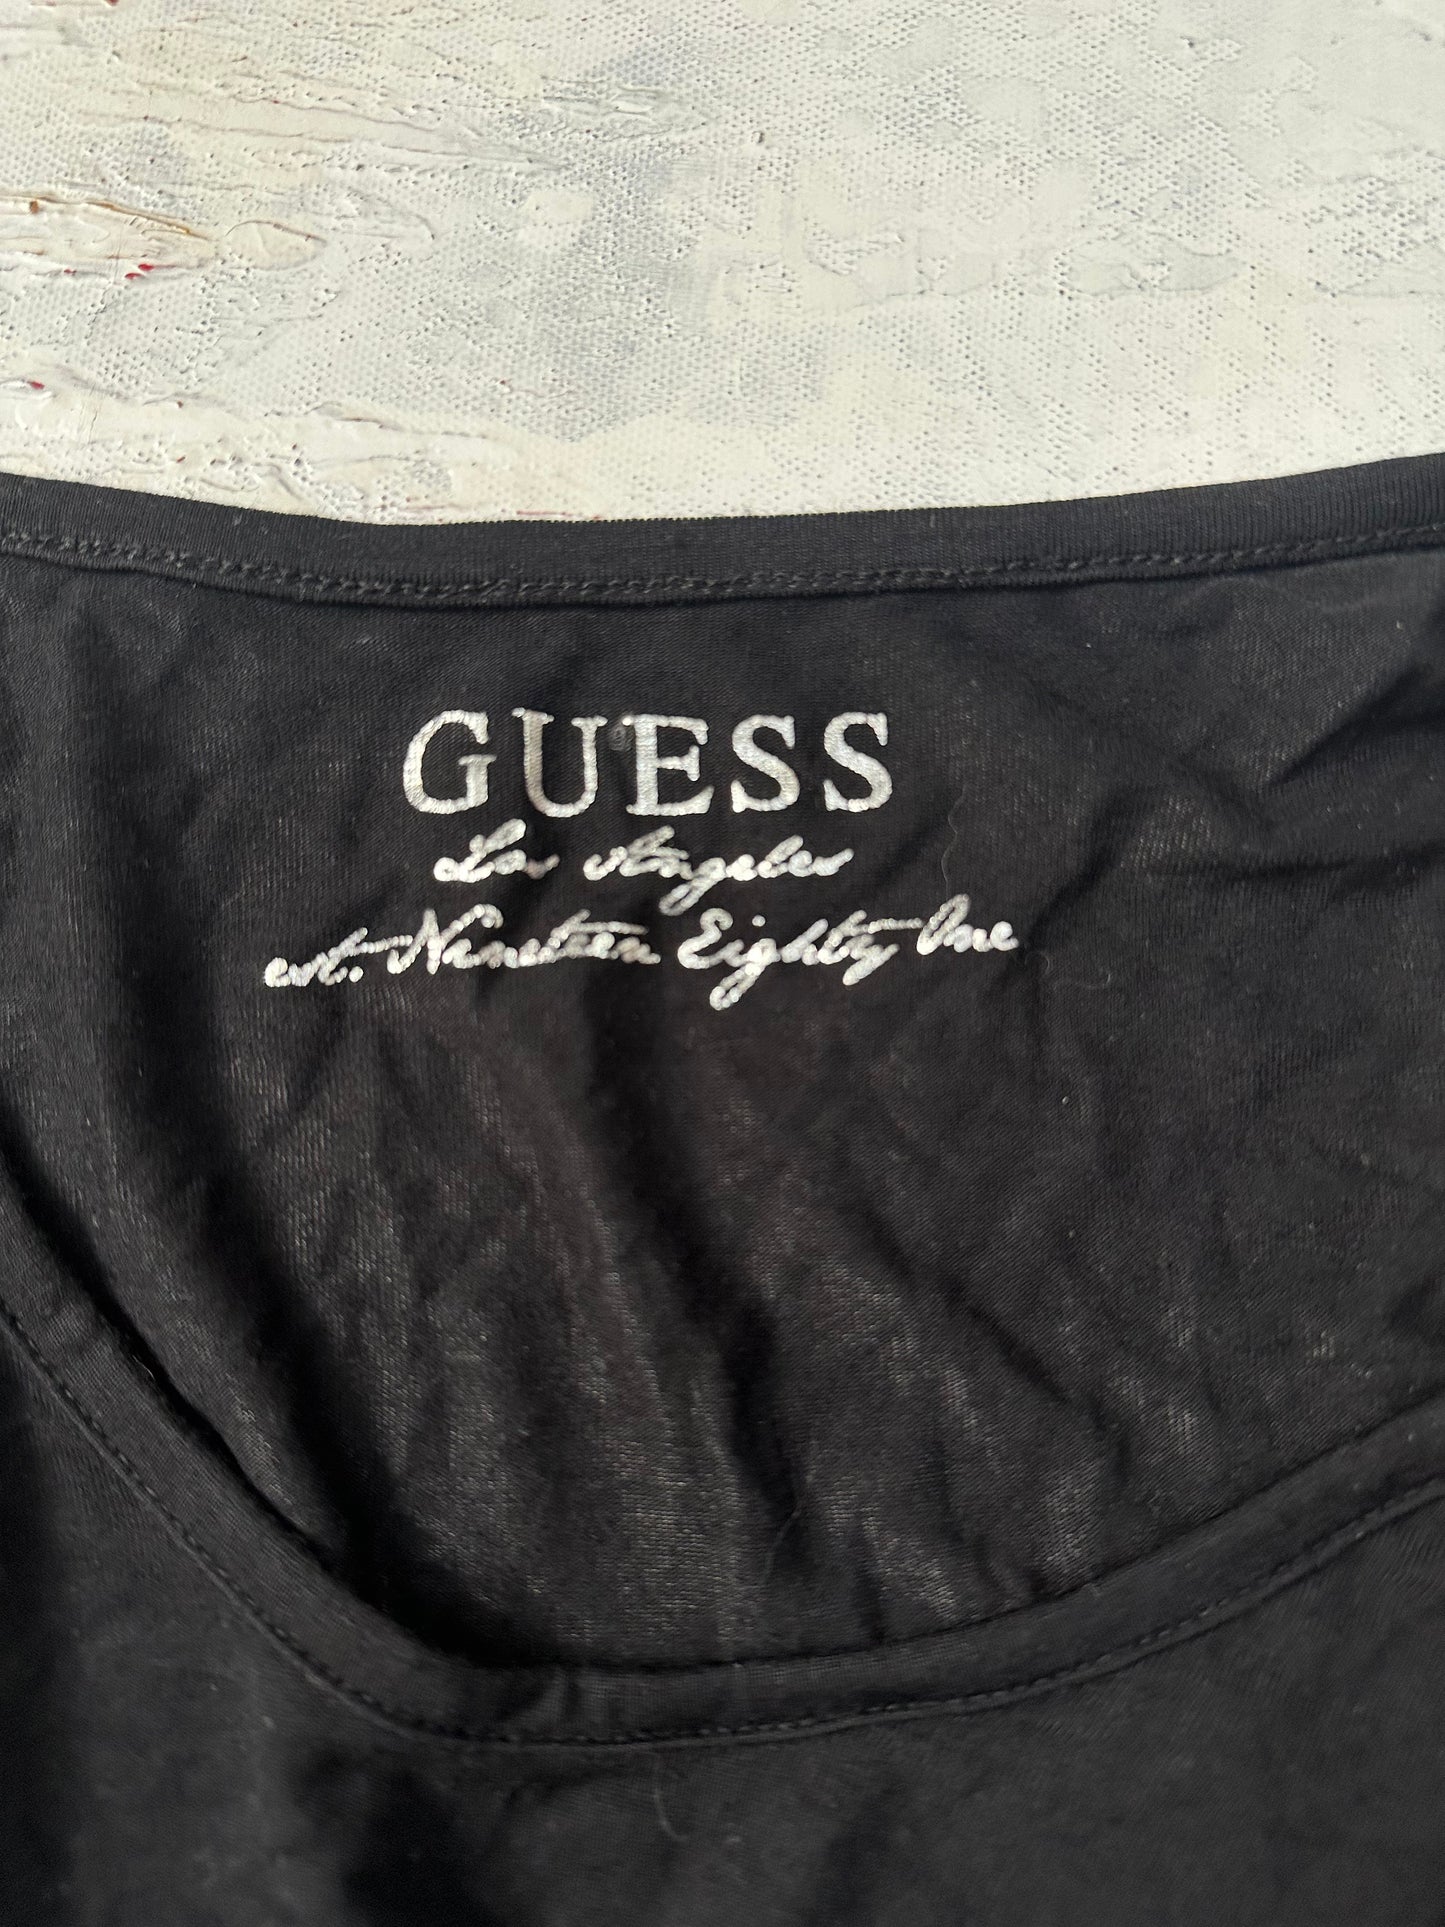 GUESS
Los Angeles
est. Nineteen Eighty One